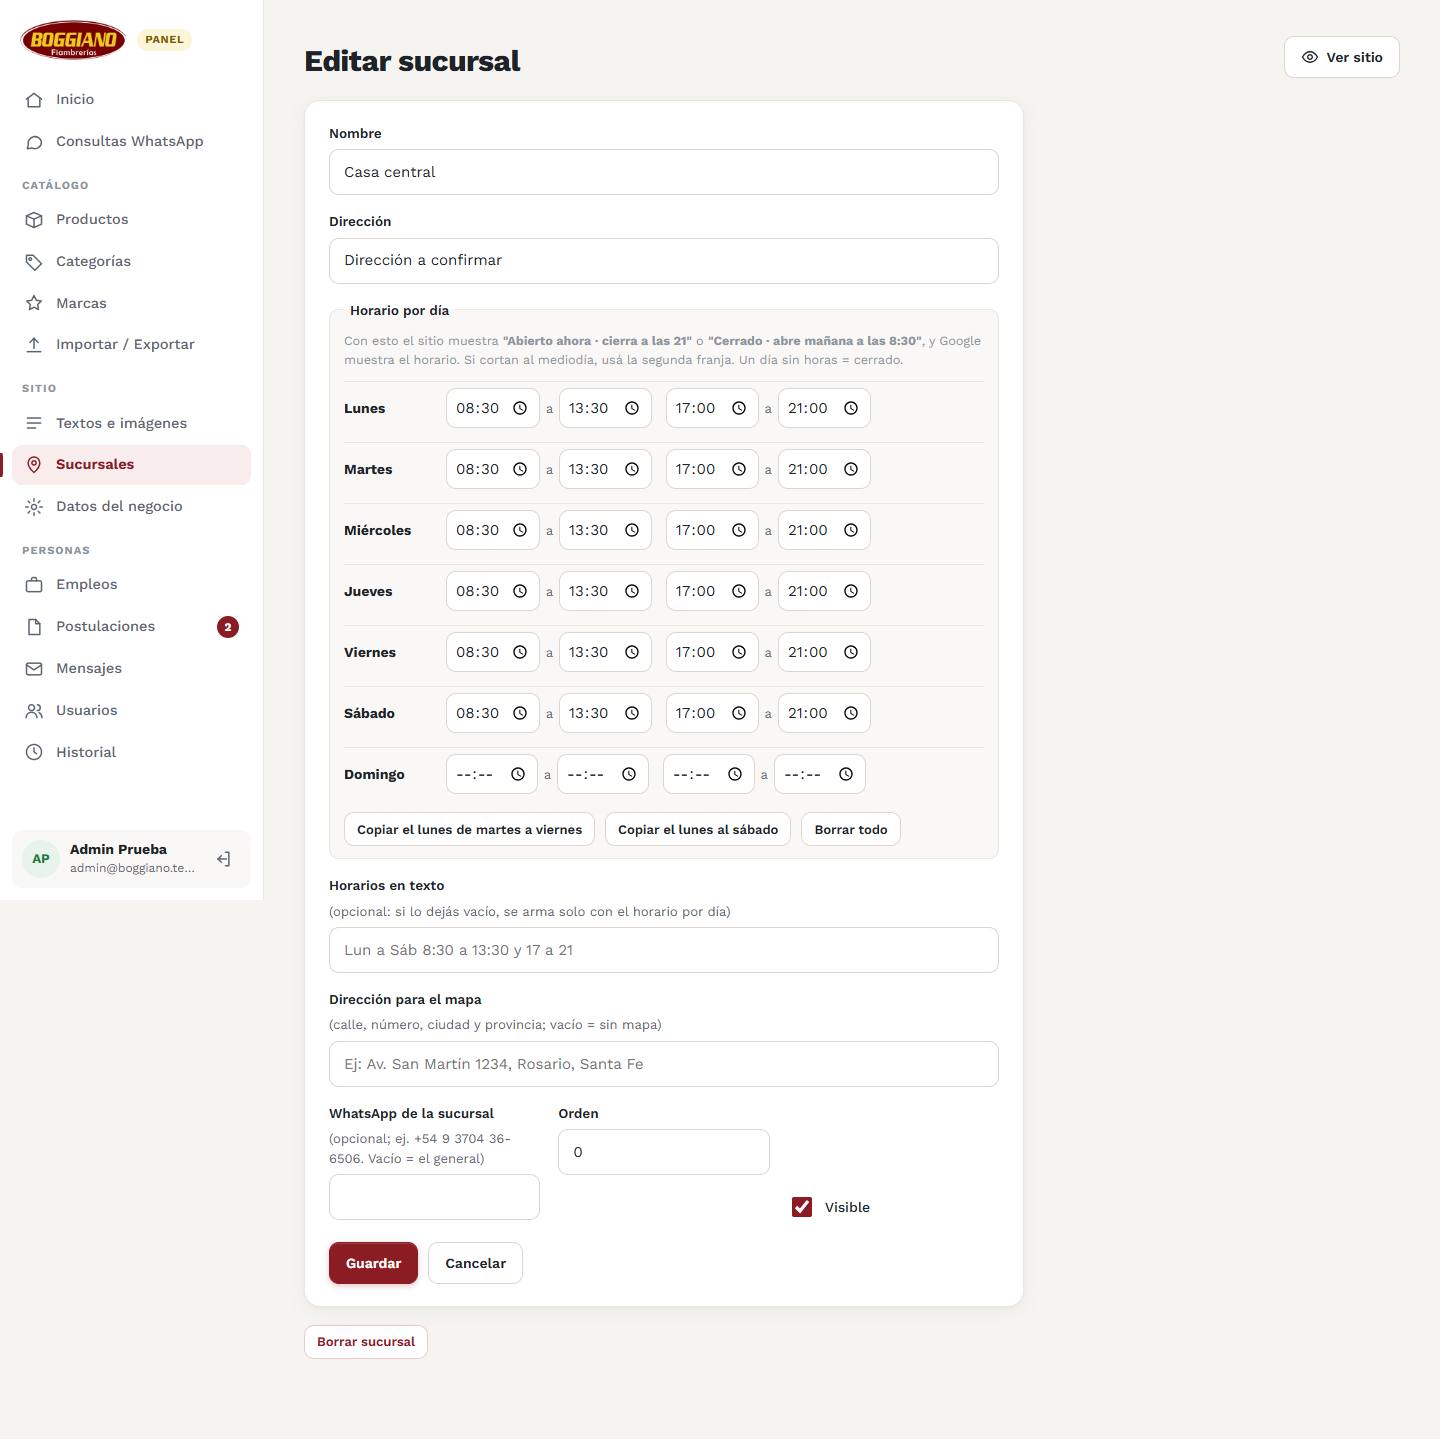 BOGGIANO
Fiambrerías
PANEL
Inicio
Consultas WhatsApp
CATÁLOGO
Productos
Categorías
Marcas
Importar / Exportar
SITIO
Textos e imágenes
Sucursales
Datos del negocio
PERSONAS
Empleos
Postulaciones 2
Mensajes
Usuarios
Historial
AP
Admin Prueba
admin@boggiano.te...
Editar sucursal
Ver sitio
Nombre
Casa central
Dirección
Dirección a confirmar
Horario por día
Con esto el sitio muestra "Abierto ahora · cierra a las 21" o "Cerrado · abre mañana a las 8:30", y Google
muestra el horario. Si cortan al mediodía, usá la segunda franja. Un día sin horas = cerrado.
Lunes 08:30 a 13:30 17:00 a 21:00
Martes 08:30 a 13:30 17:00 a 21:00
Miércoles 08:30 a 13:30 17:00 a 21:00
Jueves 08:30 a 13:30 17:00 a 21:00
Viernes 08:30 a 13:30 17:00 a 21:00
Sábado 08:30 a 13:30 17:00 a 21:00
Domingo --:-- a --:-- --:-- a --:--
Copiar el lunes de martes a viernes Copiar el lunes al sábado Borrar todo
Horarios en texto
(opcional: si lo dejás vacío, se arma solo con el horario por día)
Lun a Sáb 8:30 a 13:30 y 17 a 21
Dirección para el mapa
(calle, número, ciudad y provincia; vacío = sin mapa)
Ej: Av. San Martín 1234, Rosario, Santa Fe
WhatsApp de la sucursal
(opcional; ej. +54 9 3704 36-
6506. Vacío = el general)
Orden
0
Visible
Guardar Cancelar
Borrar sucursal